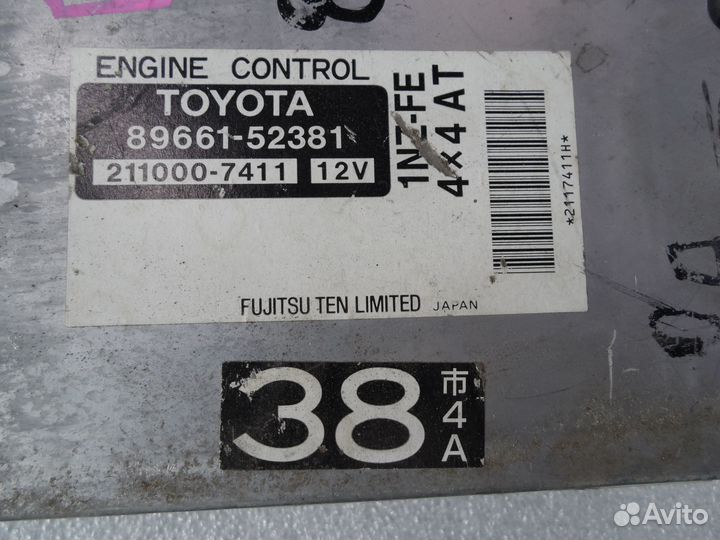 ENGINE CONTROL
TOYOTA
89661-52381
211000-7411 12V
1NZ-FE
4×4 AT
*2117411H*
FUJITSU TEN LIMITED JAPAN
38
市4A
Avito